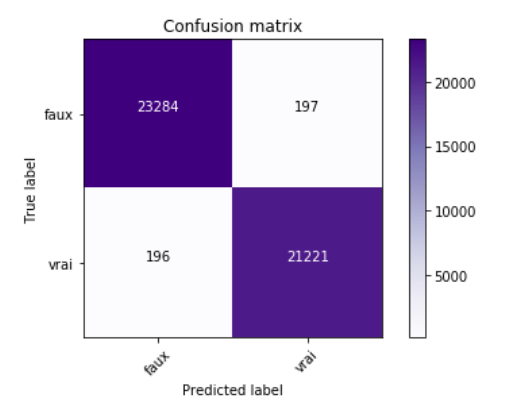 Confusion matrix
faux
23284
197
vrai
196
21221
True label
faux
vrai
Predicted label
20000
15000
10000
5000